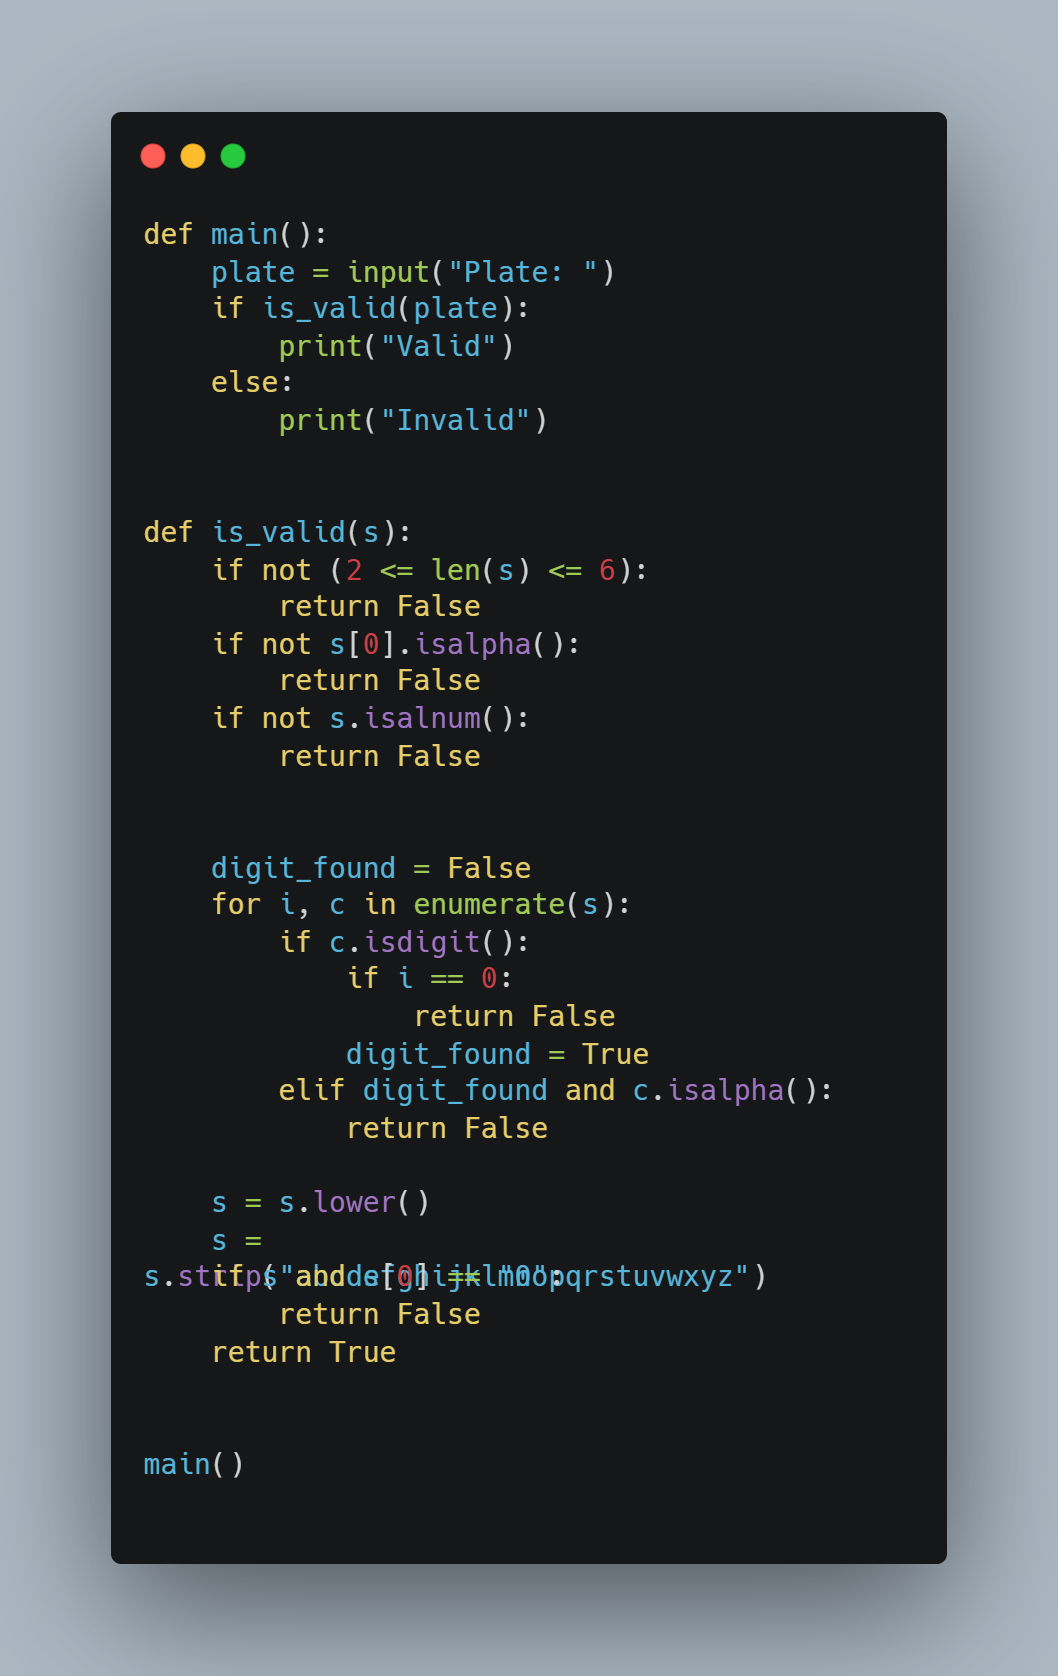 def main():
    plate = input("Plate: ")
    if is_valid(plate):
        print("Valid")
    else:
        print("Invalid")
def is_valid(s):
    if not (2 <= len(s) <= 6):
        return False
    if not s[0].isalpha():
        return False
    if not s.isalnum():
        return False
    digit_found = False
    for i, c in enumerate(s):
        if c.isdigit():
            if i == 0:
                return False
            digit_found = True
        elif digit_found and c.isalpha():
            return False
    s = s.lower()
    s =
s.strip("abcdefghijklmnopqrstuvwxyz")
    if s and s[0] == "0":
        return False
    return True
main()